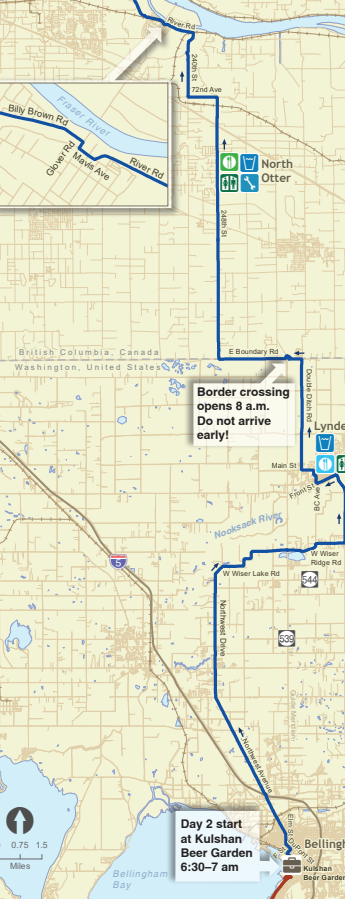 River Rd
240th St
72nd Ave
Fraser River
Billy Brown Rd
Glover Rd
Mavis Ave
River Rd
North
Otter
248th St
E Boundary Rd
British Columbia, Canada
Washington, United States
Double Ditch Rd
Border crossing
opens 8 a.m.
Do not arrive
early!
Lynde
Main St
Front St
BC Ave
Nooksack River
W Wiser
Ridge Rd
W Wiser Lake Rd
5
544
539
Northwest Drive
Guide Meridian
Northwest Avenue
Elm St
Dupont St
Day 2 start
at Kulshan
Beer Garden
6:30–7 am
Bellingh
Kulshan
Beer Garden
Bellingham
Bay
0.75 1.5
Miles